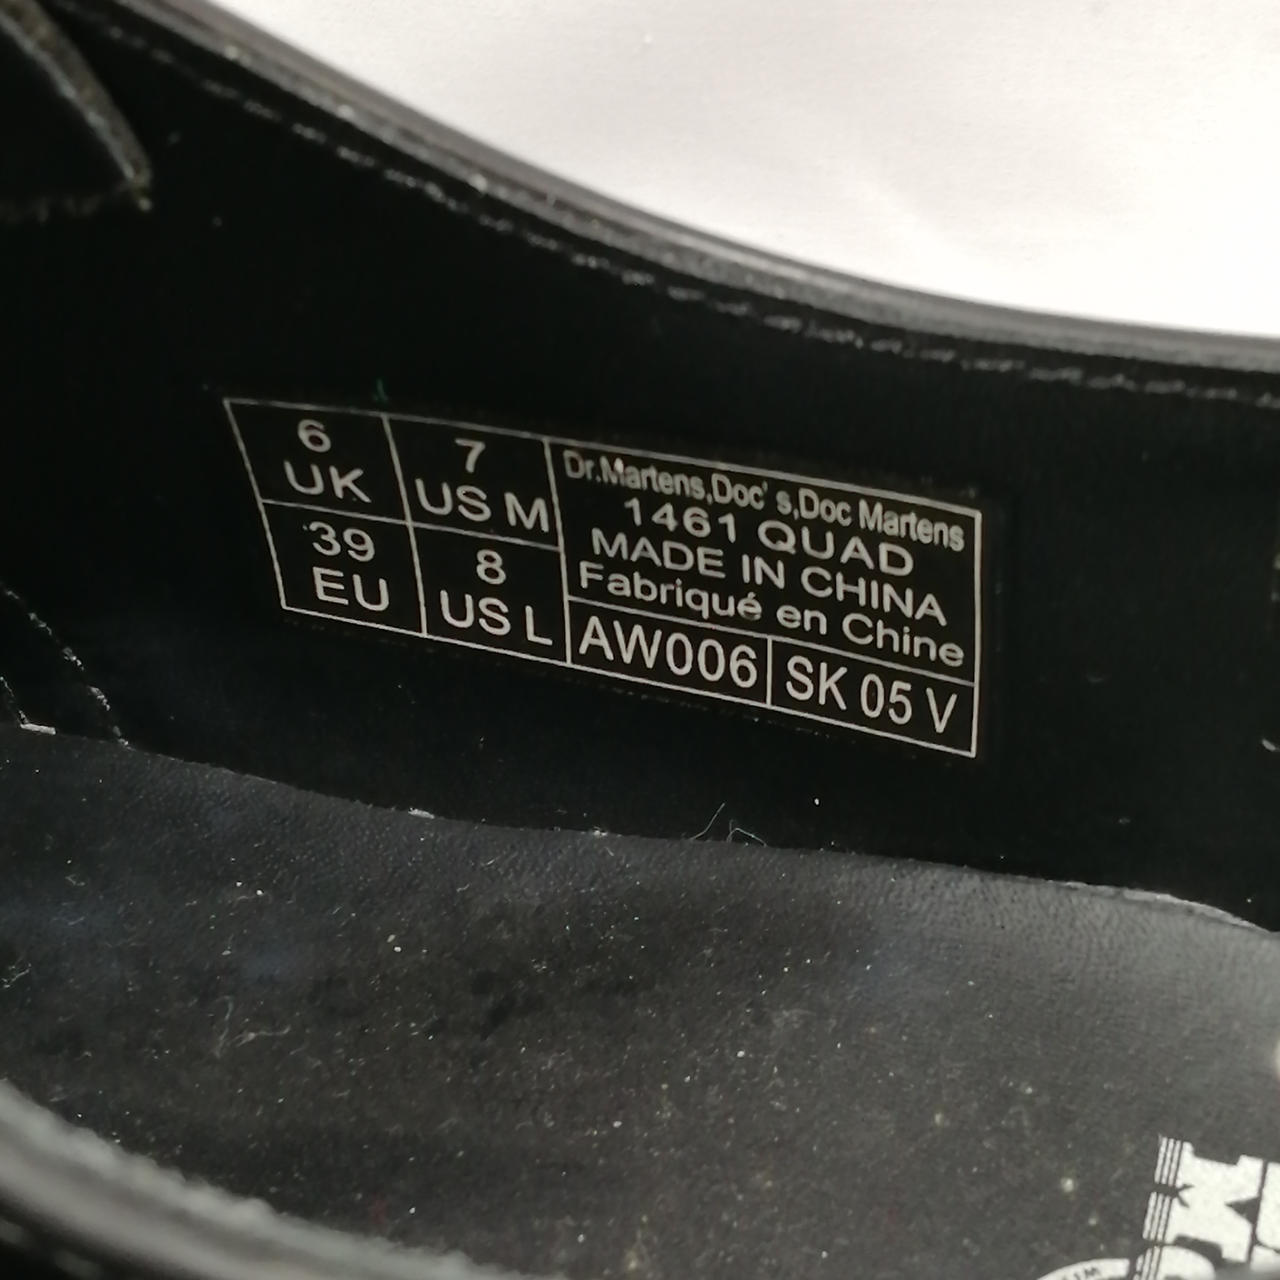 6
UK
7
US M
39
EU
8
US L
Dr.Martens,Doc's,Doc Martens
1461 QUAD
MADE IN CHINA
Fabriqué en Chine
AW006
SK 05 V